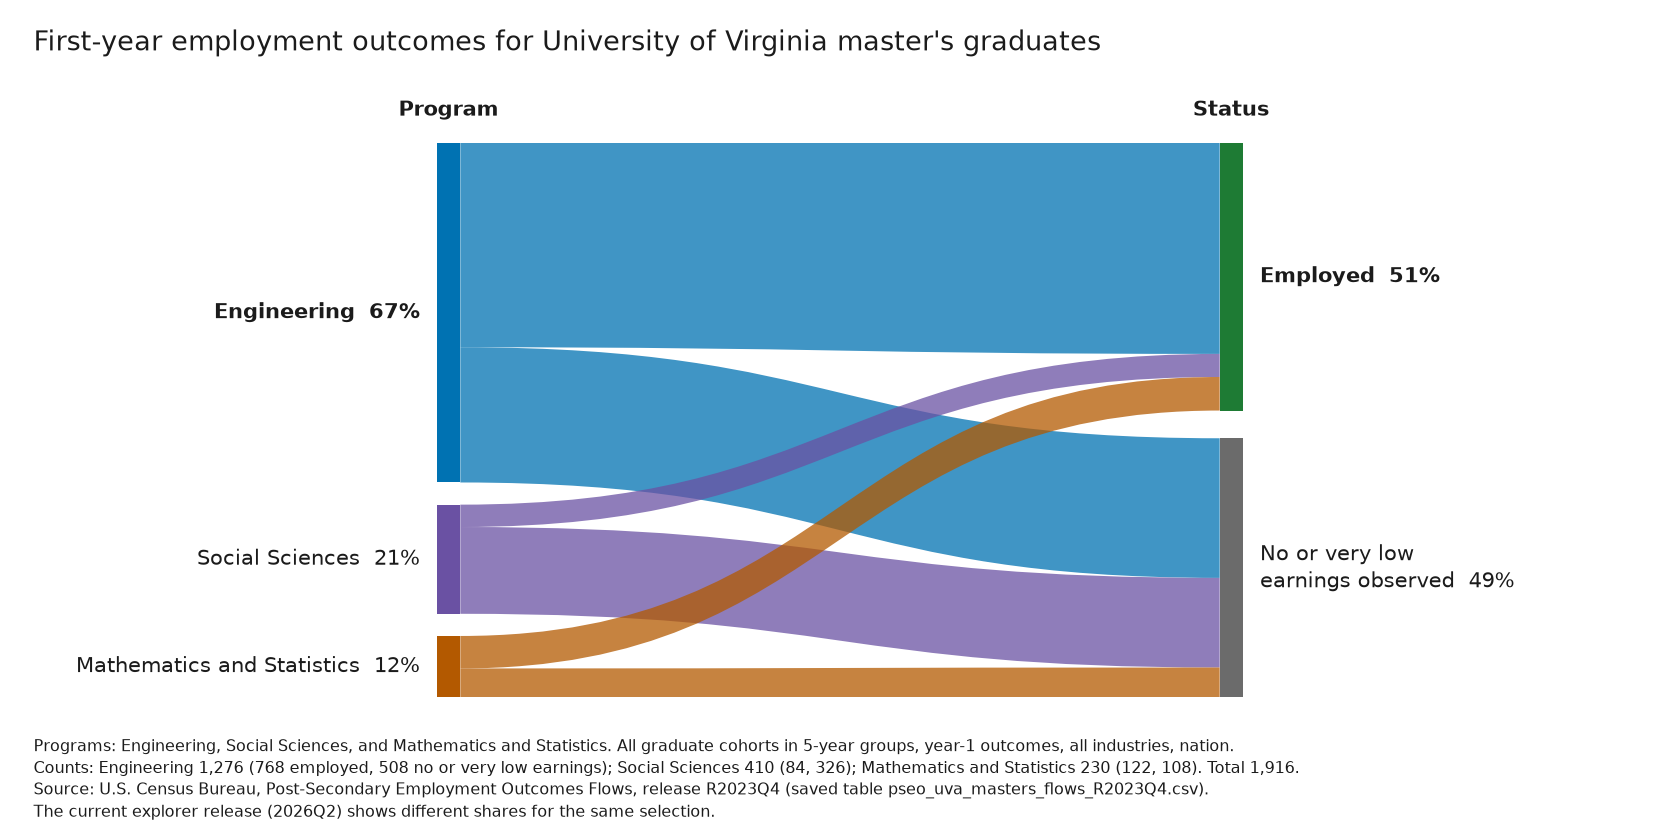 First-year employment outcomes for University of Virginia master's graduates
Program
Status
Engineering 67%
Social Sciences 21%
Mathematics and Statistics 12%
Employed 51%
No or very low
earnings observed 49%
Programs: Engineering, Social Sciences, and Mathematics and Statistics. All graduate cohorts in 5-year groups, year-1 outcomes, all industries, nation.
Counts: Engineering 1,276 (768 employed, 508 no or very low earnings); Social Sciences 410 (84, 326); Mathematics and Statistics 230 (122, 108). Total 1,916.
Source: U.S. Census Bureau, Post-Secondary Employment Outcomes Flows, release R2023Q4 (saved table pseo_uva_masters_flows_R2023Q4.csv).
The current explorer release (2026Q2) shows different shares for the same selection.